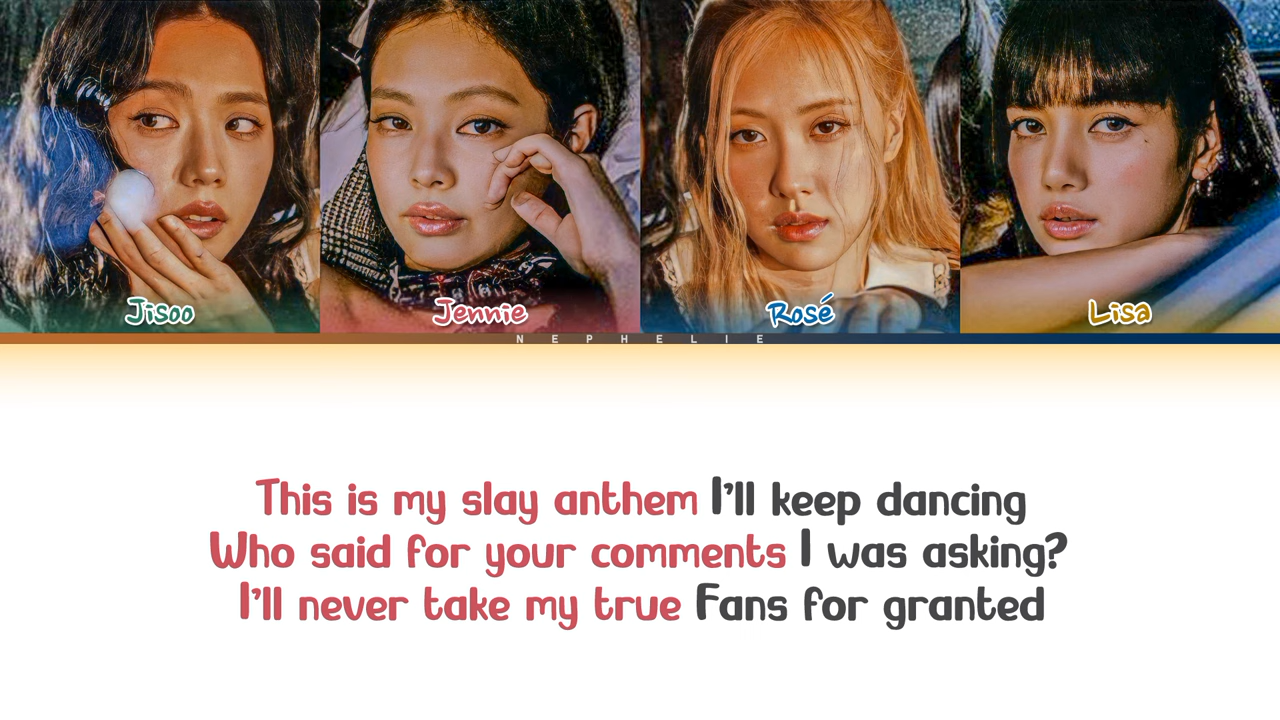 Jisoo
Jennie
Rosé
Lisa
NEPHELIE
This is my slay anthem I'll keep dancing
Who said for your comments I was asking?
I'll never take my true Fans for granted